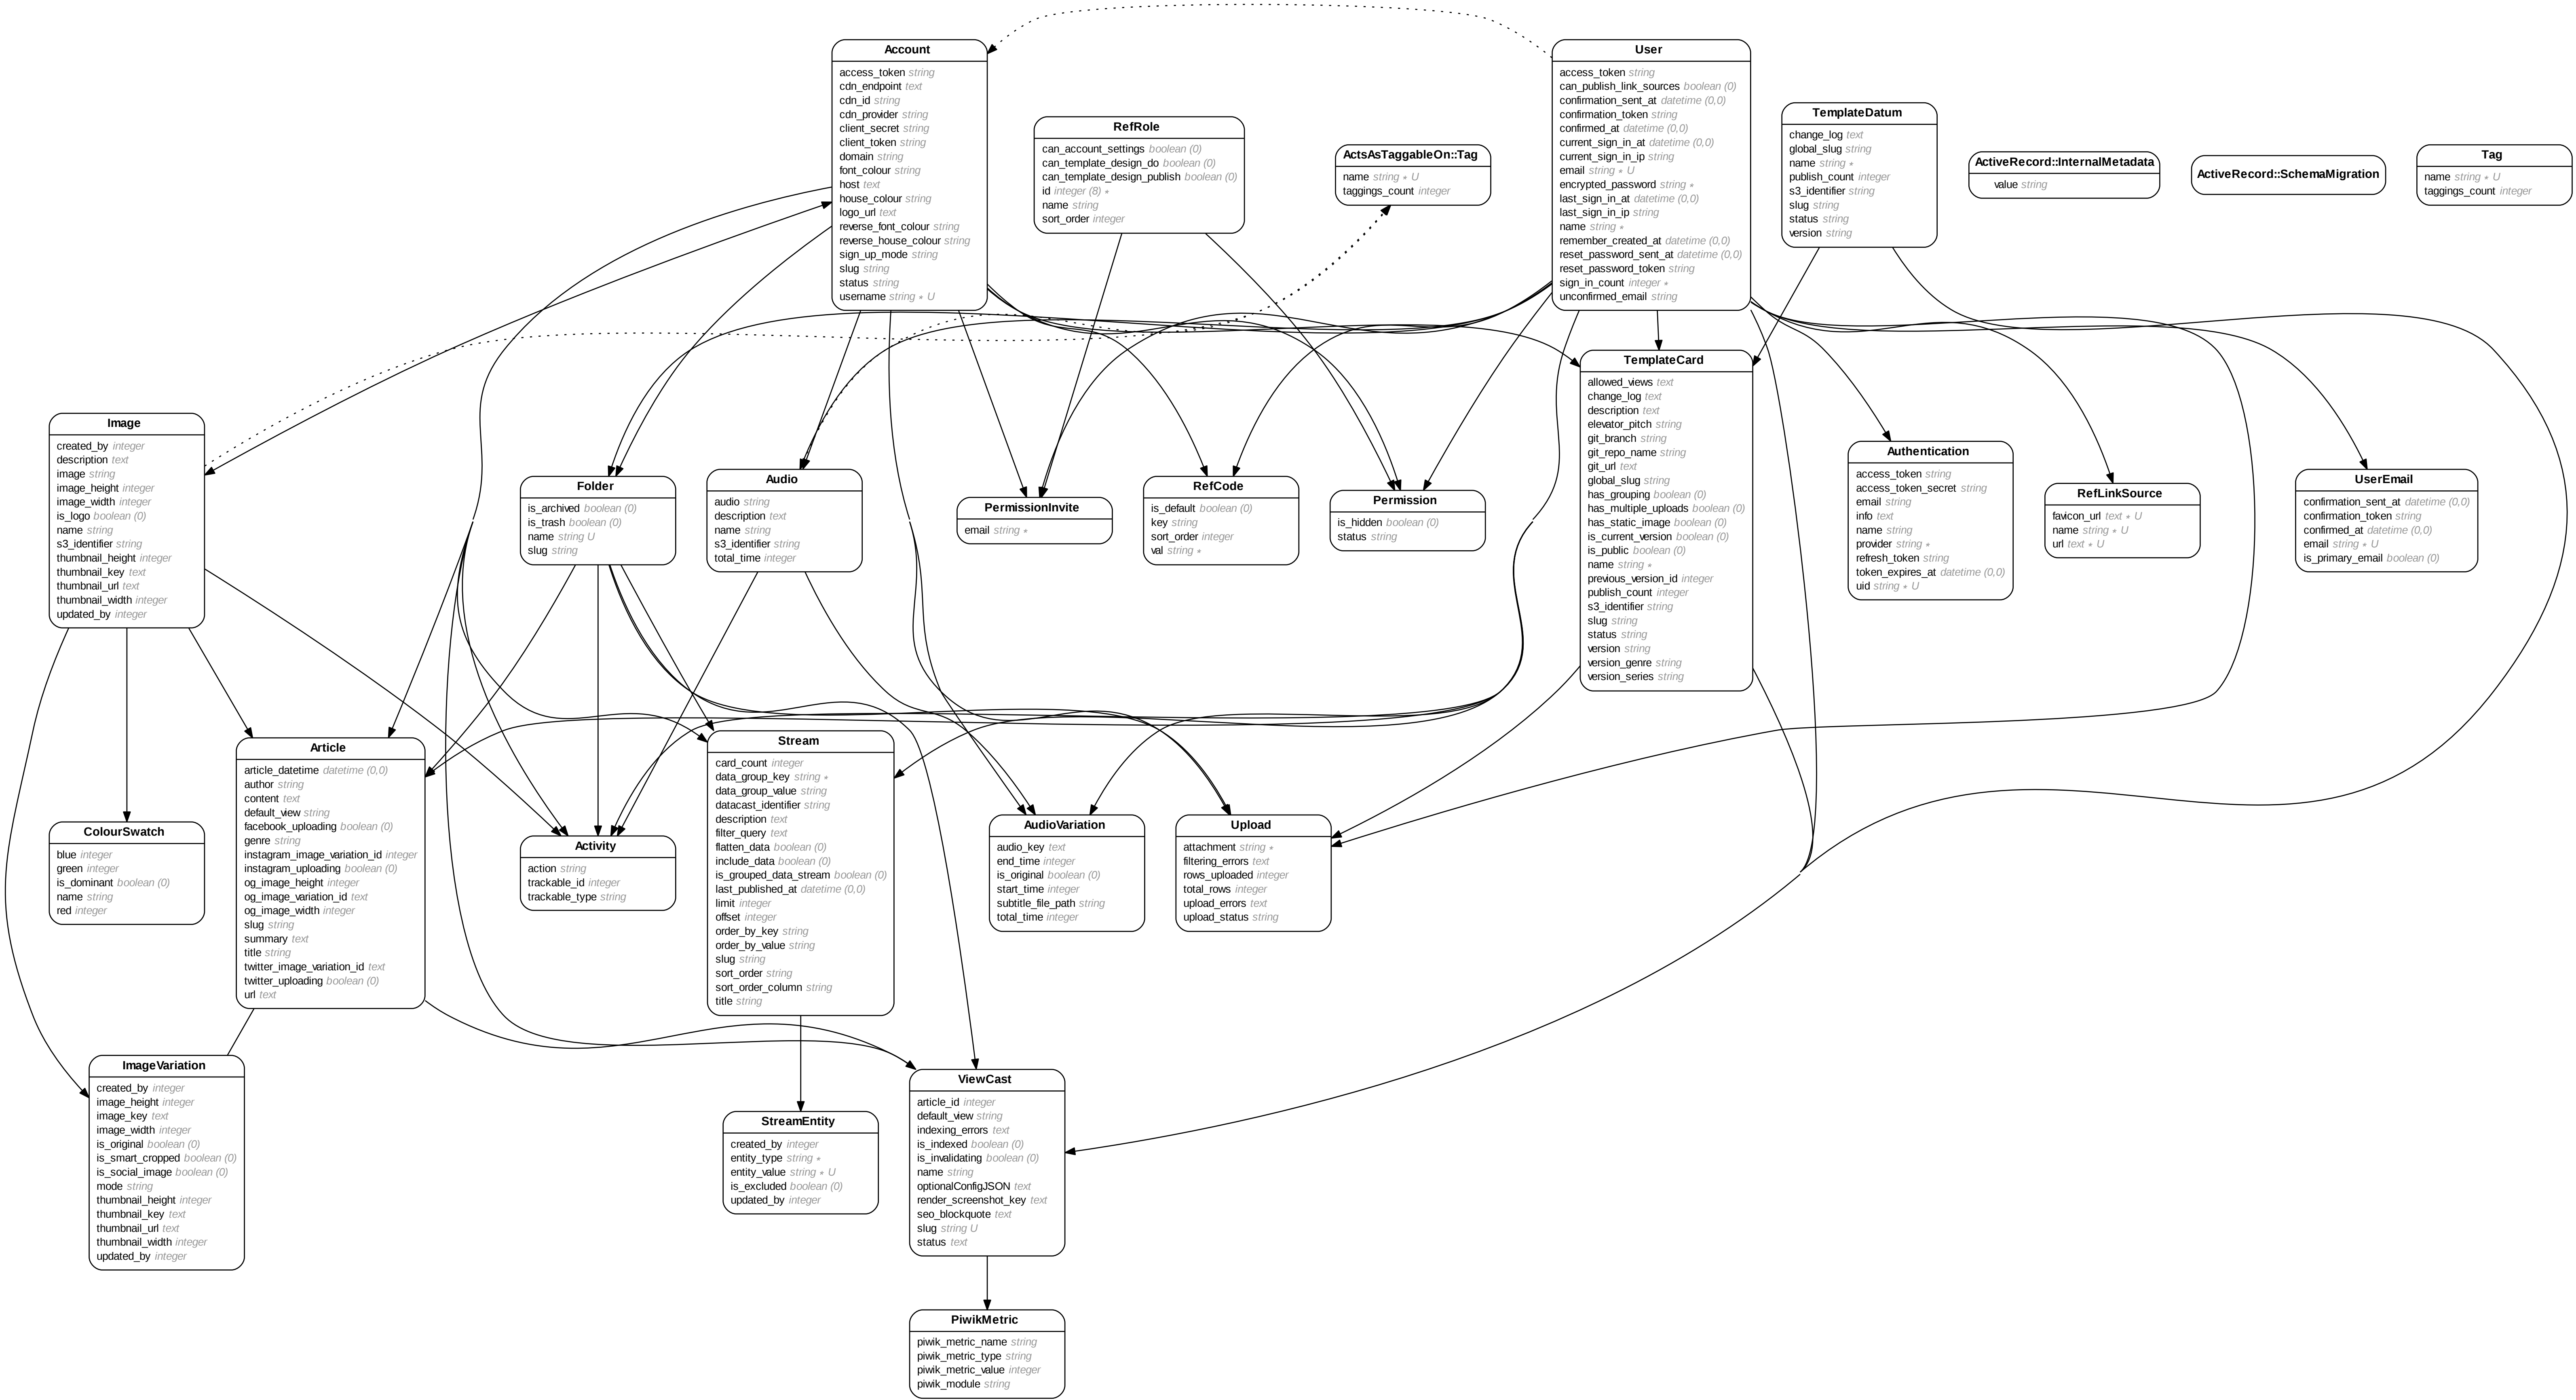 Account
access_token string
cdn_endpoint text
cdn_id string
cdn_provider string
client_secret string
client_token string
domain string
font_colour string
host text
house_colour string
logo_url text
reverse_font_colour string
reverse_house_colour string
sign_up_mode string
slug string
status string
username string ∗ U
RefRole
can_account_settings boolean (0)
can_template_design_do boolean (0)
can_template_design_publish boolean (0)
id integer (8) ∗
name string
sort_order integer
ActsAsTaggableOn::Tag
name string ∗ U
taggings_count integer
User
access_token string
can_publish_link_sources boolean (0)
confirmation_sent_at datetime (0,0)
confirmation_token string
confirmed_at datetime (0,0)
current_sign_in_at datetime (0,0)
current_sign_in_ip string
email string ∗ U
encrypted_password string ∗
last_sign_in_at datetime (0,0)
last_sign_in_ip string
name string ∗
remember_created_at datetime (0,0)
reset_password_sent_at datetime (0,0)
reset_password_token string
sign_in_count integer ∗
unconfirmed_email string
TemplateDatum
change_log text
global_slug string
name string ∗
publish_count integer
s3_identifier string
slug string
status string
version string
ActiveRecord::InternalMetadata
value string
ActiveRecord::SchemaMigration
Tag
name string ∗ U
taggings_count integer
Image
created_by integer
description text
image string
image_height integer
image_width integer
is_logo boolean (0)
name string
s3_identifier string
thumbnail_height integer
thumbnail_key text
thumbnail_url text
thumbnail_width integer
updated_by integer
Folder
is_archived boolean (0)
is_trash boolean (0)
name string U
slug string
Audio
audio string
description text
name string
s3_identifier string
total_time integer
PermissionInvite
email string ∗
RefCode
is_default boolean (0)
key string
sort_order integer
val string ∗
Permission
is_hidden boolean (0)
status string
TemplateCard
allowed_views text
change_log text
description text
elevator_pitch string
git_branch string
git_repo_name string
git_url text
global_slug string
has_grouping boolean (0)
has_multiple_uploads boolean (0)
has_static_image boolean (0)
is_current_version boolean (0)
is_public boolean (0)
name string ∗
previous_version_id integer
publish_count integer
s3_identifier string
slug string
status string
version string
version_genre string
version_series string
Authentication
access_token string
access_token_secret string
email string
info text
name string
provider string ∗
refresh_token string
token_expires_at datetime (0,0)
uid string ∗ U
RefLinkSource
favicon_url text ∗ U
name string ∗ U
url text ∗ U
UserEmail
confirmation_sent_at datetime (0,0)
confirmation_token string
confirmed_at datetime (0,0)
email string ∗ U
is_primary_email boolean (0)
ColourSwatch
blue integer
green integer
is_dominant boolean (0)
name string
red integer
Article
article_datetime datetime (0,0)
author string
content text
default_view string
facebook_uploading boolean (0)
genre string
instagram_image_variation_id integer
instagram_uploading boolean (0)
og_image_height integer
og_image_variation_id text
og_image_width integer
slug string
summary text
title string
twitter_image_variation_id text
twitter_uploading boolean (0)
url text
Activity
action string
trackable_id integer
trackable_type string
Stream
card_count integer
data_group_key string ∗
data_group_value string
datacast_identifier string
description text
filter_query text
flatten_data boolean (0)
include_data boolean (0)
is_grouped_data_stream boolean (0)
last_published_at datetime (0,0)
limit integer
offset integer
order_by_key string
order_by_value string
slug string
sort_order string
sort_order_column string
title string
AudioVariation
audio_key text
end_time integer
is_original boolean (0)
start_time integer
subtitle_file_path string
total_time integer
Upload
attachment string ∗
filtering_errors text
rows_uploaded integer
total_rows integer
upload_errors text
upload_status string
ImageVariation
created_by integer
image_height integer
image_key text
image_width integer
is_original boolean (0)
is_smart_cropped boolean (0)
is_social_image boolean (0)
mode string
thumbnail_height integer
thumbnail_key text
thumbnail_url text
thumbnail_width integer
updated_by integer
StreamEntity
created_by integer
entity_type string ∗
entity_value string ∗ U
is_excluded boolean (0)
updated_by integer
ViewCast
article_id integer
default_view string
indexing_errors text
is_indexed boolean (0)
is_invalidating boolean (0)
name string
optionalConfigJSON text
render_screenshot_key text
seo_blockquote text
slug string U
status text
PiwikMetric
piwik_metric_name string
piwik_metric_type string
piwik_metric_value integer
piwik_module string